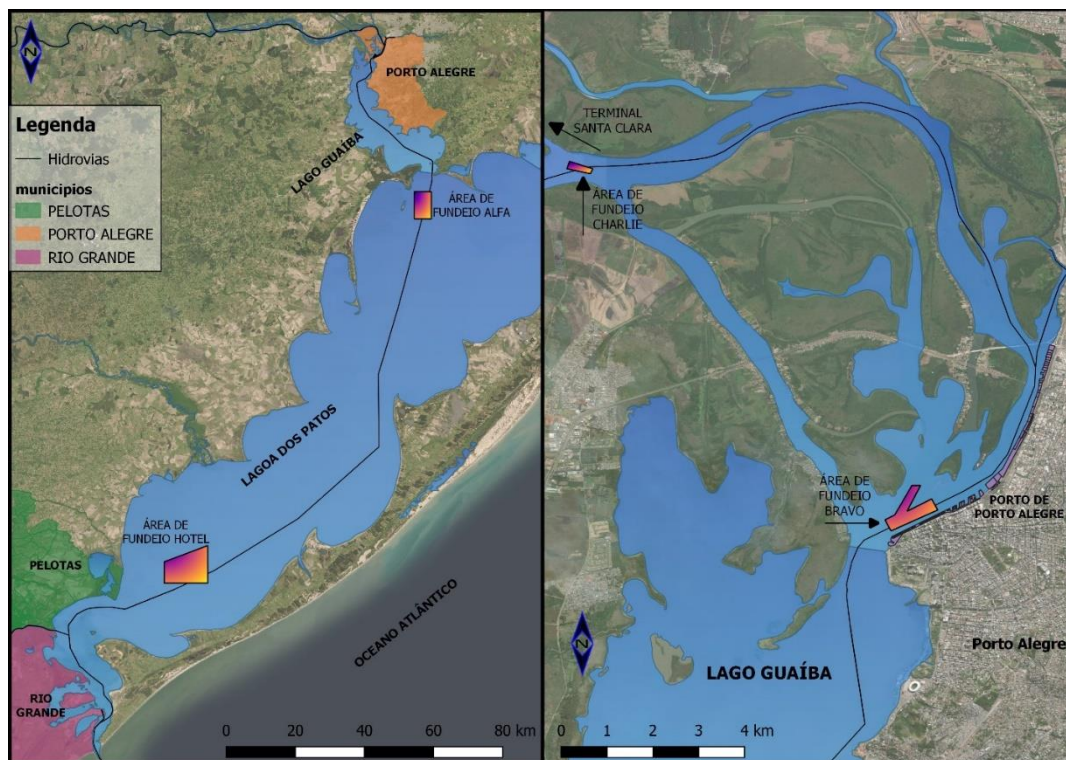 N
PORTO ALEGRE
Legenda
Hidrovias
municipios
PELOTAS
PORTO ALEGRE
RIO GRANDE
LAGO GUAÍBA
ÁREA DE
FUNDEIO ALFA
LAGOA DOS PATOS
ÁREA DE
FUNDEIO HOTEL
PELOTAS
OCEANO ATLÂNTICO
RIO
GRANDE
0 20 40 60 80 km
TERMINAL
SANTA CLARA
ÁREA DE
FUNDEIO
CHARLIE
ÁREA DE
FUNDEIO
BRAVO
PORTO DE
PORTO ALEGRE
N
Porto Alegre
LAGO GUAÍBA
0 1 2 3 4 km